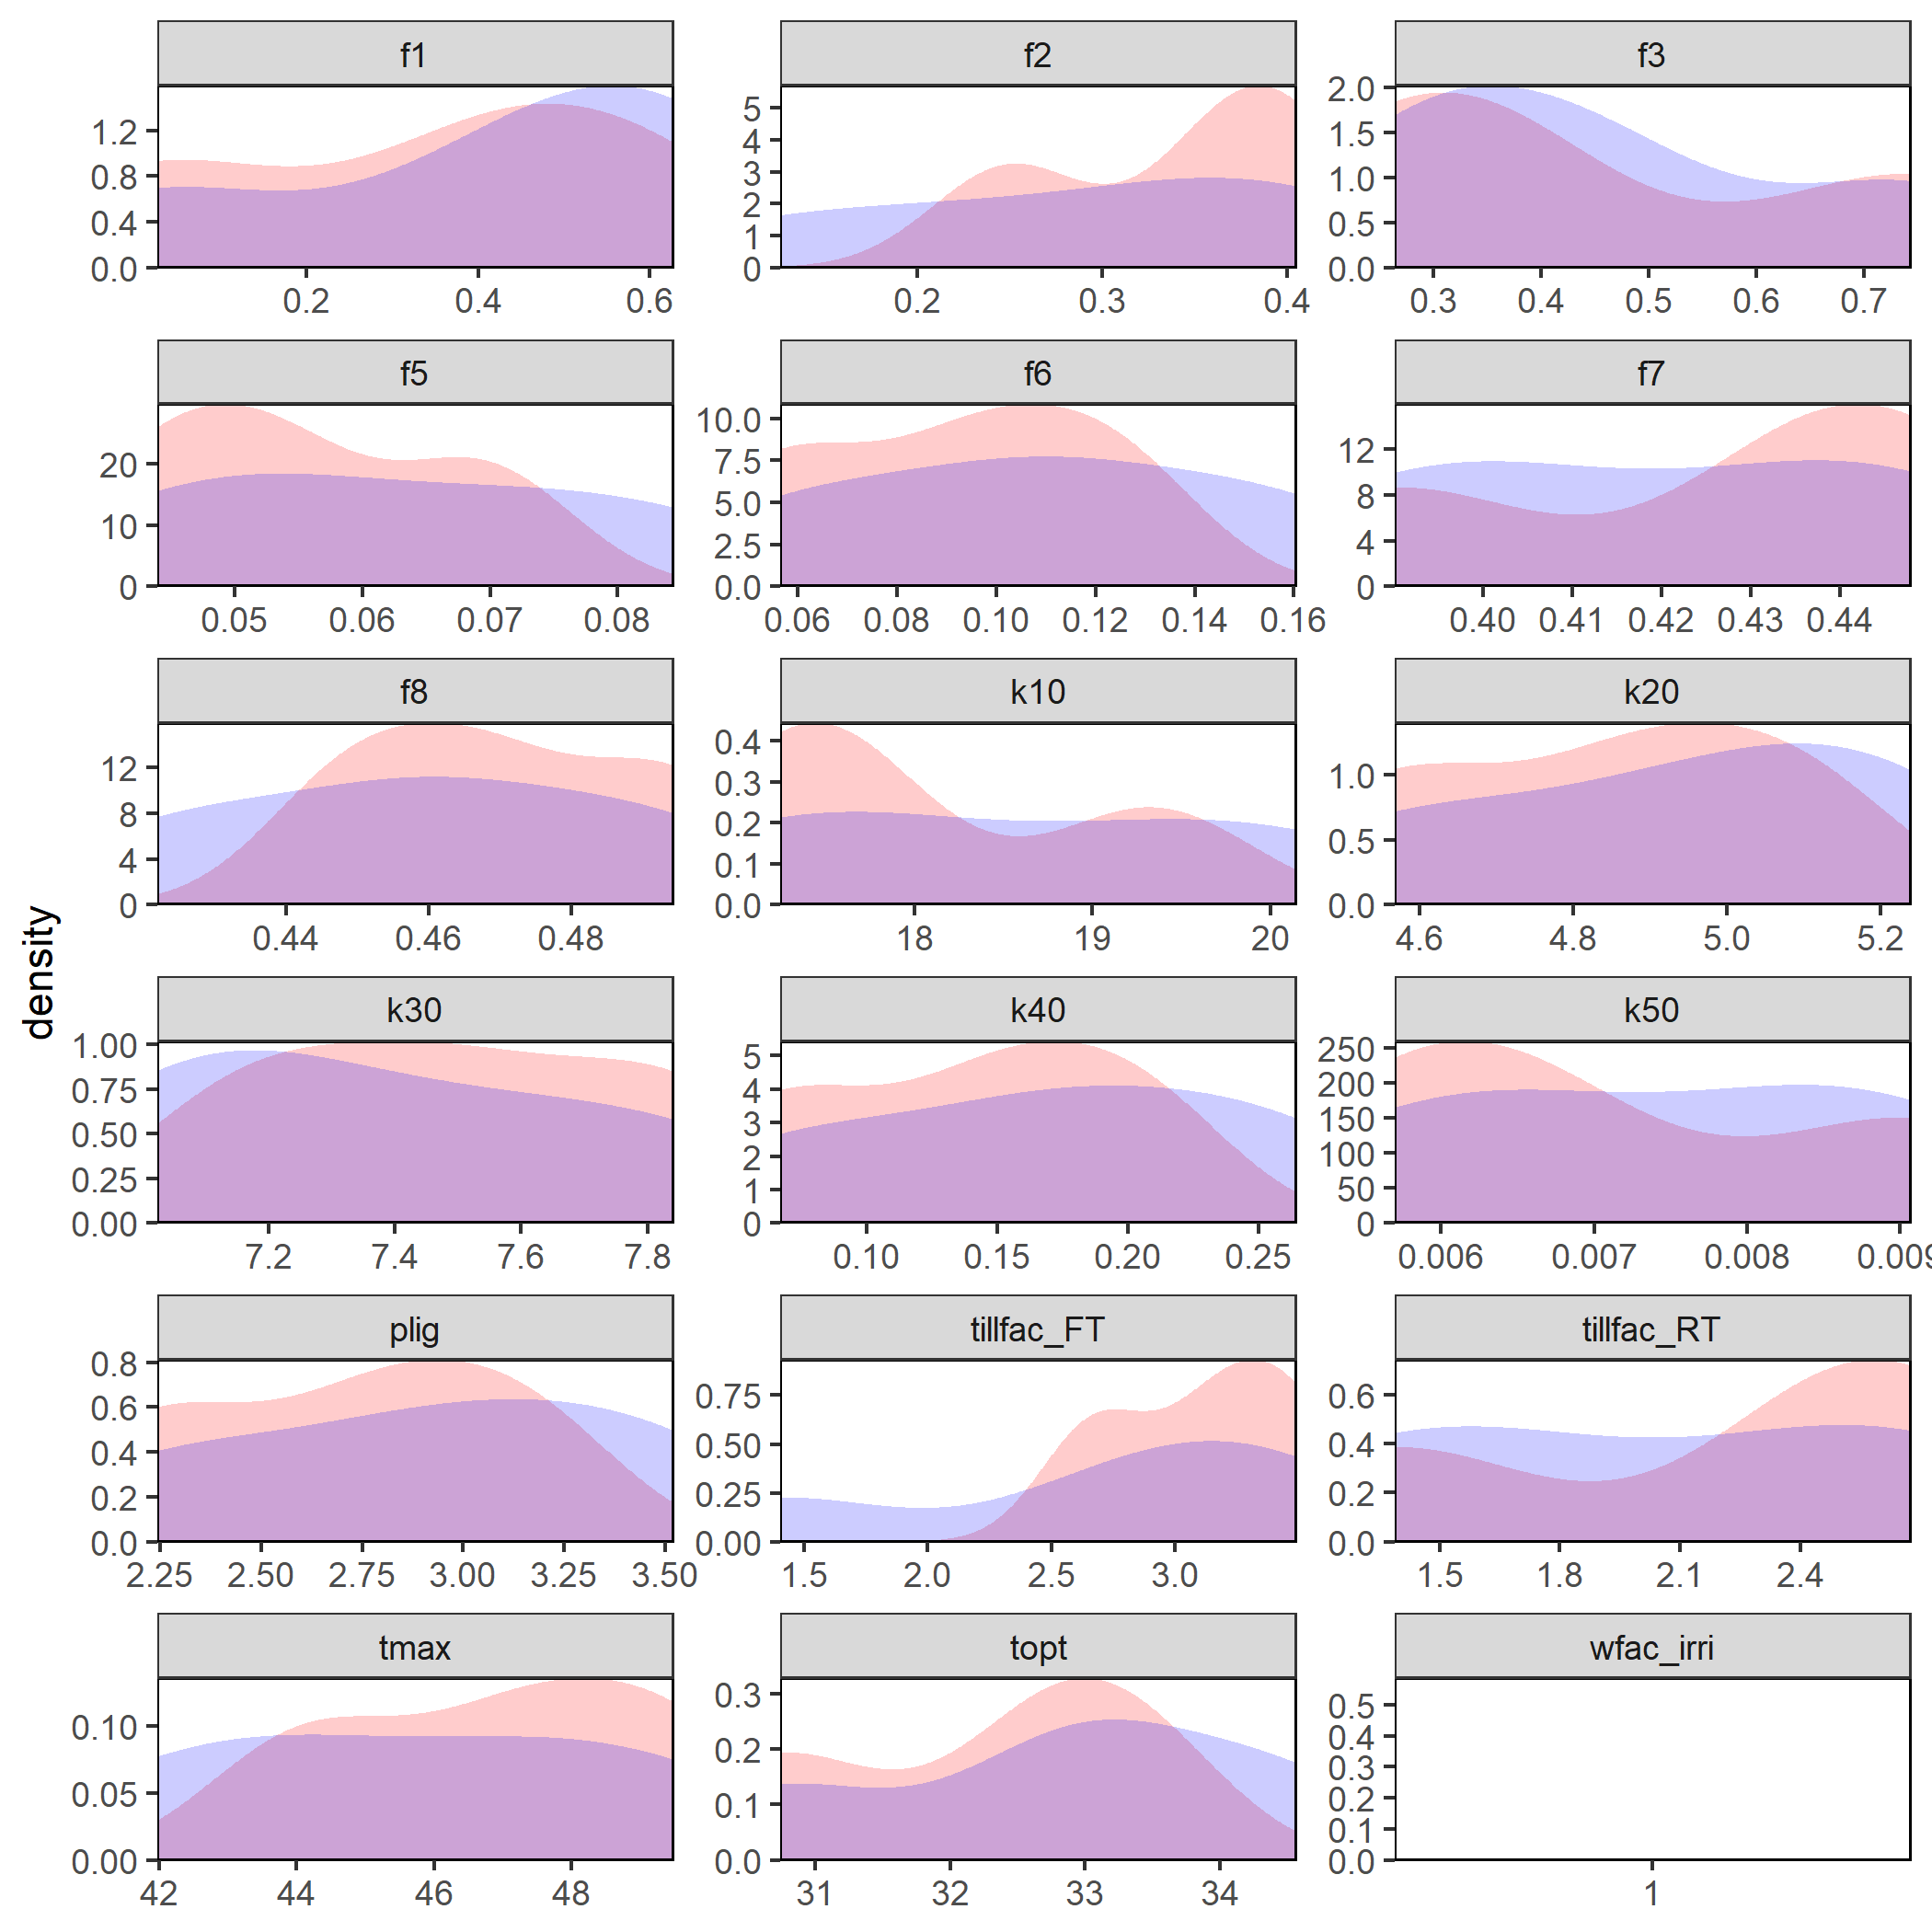 f1
f2
f3
1.2
0.8
0.4
0.0
5
4
3
2
1
0
2.0
1.5
1.0
0.5
0.0
0.2 0.4 0.6
0.2 0.3 0.4
0.3 0.4 0.5 0.6 0.7
f5
f6
f7
20
10
0
10.0
7.5
5.0
2.5
0.0
12
8
4
0
0.05 0.06 0.07 0.08
0.06 0.08 0.10 0.12 0.14 0.16
0.40 0.41 0.42 0.43 0.44
f8
k10
k20
12
8
4
0
0.4
0.3
0.2
0.1
0.0
1.0
0.5
0.0
0.44 0.46 0.48
18 19 20
4.6 4.8 5.0 5.2
density
k30
k40
k50
1.00
0.75
0.50
0.25
0.00
5
4
3
2
1
0
250
200
150
100
50
0
7.2 7.4 7.6 7.8
0.10 0.15 0.20 0.25
0.006 0.007 0.008 0.009
plig
tillfac_FT
tillfac_RT
0.8
0.6
0.4
0.2
0.0
0.75
0.50
0.25
0.00
0.6
0.4
0.2
0.0
2.25 2.50 2.75 3.00 3.25 3.50
1.5 2.0 2.5 3.0
1.5 1.8 2.1 2.4
tmax
topt
wfac_irri
0.10
0.05
0.00
0.3
0.2
0.1
0.0
0.5
0.4
0.3
0.2
0.1
0.0
42 44 46 48
31 32 33 34
1